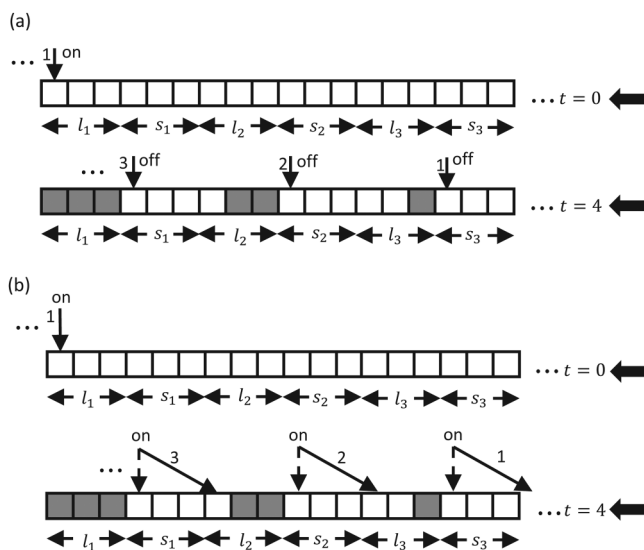 (a)
... 1 on
... t = 0
l₁ s₁ l₂ s₂ l₃ s₃
... 3 off 2 off 1 off
... t = 4
l₁ s₁ l₂ s₂ l₃ s₃
(b)
on
... 1
... t = 0
l₁ s₁ l₂ s₂ l₃ s₃
on on on
... 3 2 1
... t = 4
l₁ s₁ l₂ s₂ l₃ s₃